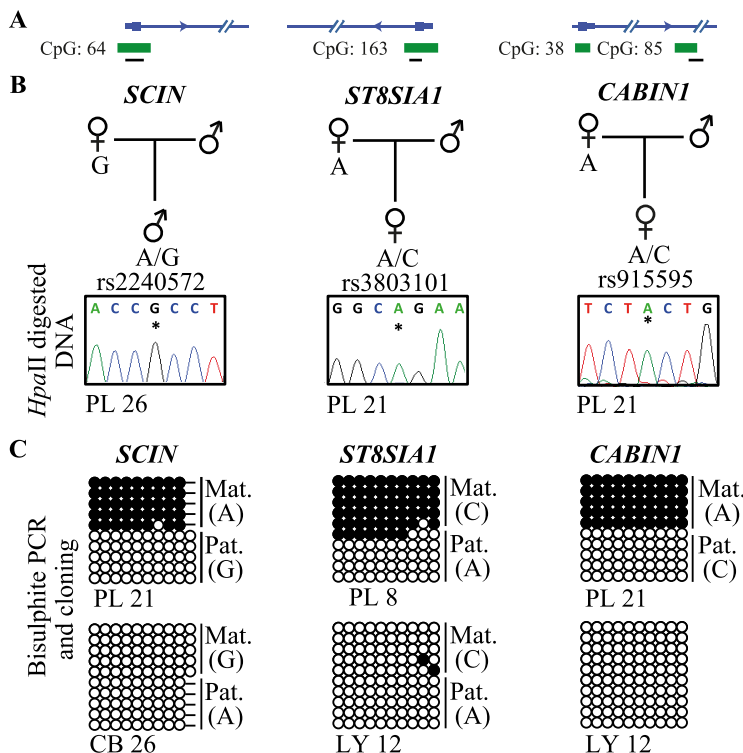 A
CpG: 64
CpG: 163
CpG: 38
CpG: 85
B
SCIN
ST8SIA1
CABIN1
G
A
A
A/G
A/C
A/C
rs2240572
rs3803101
rs915595
HpaII digested
DNA
A C C G C C T
*
G G C A G A A
*
T C T A C T G
*
PL 26
PL 21
PL 21
C
SCIN
ST8SIA1
CABIN1
Bisulphite PCR
and cloning
Mat.
(A)
Pat.
(G)
PL 21
Mat.
(C)
Pat.
(A)
PL 8
Mat.
(A)
Pat.
(C)
PL 21
Mat.
(G)
Pat.
(A)
CB 26
Mat.
(C)
Pat.
(A)
LY 12
LY 12